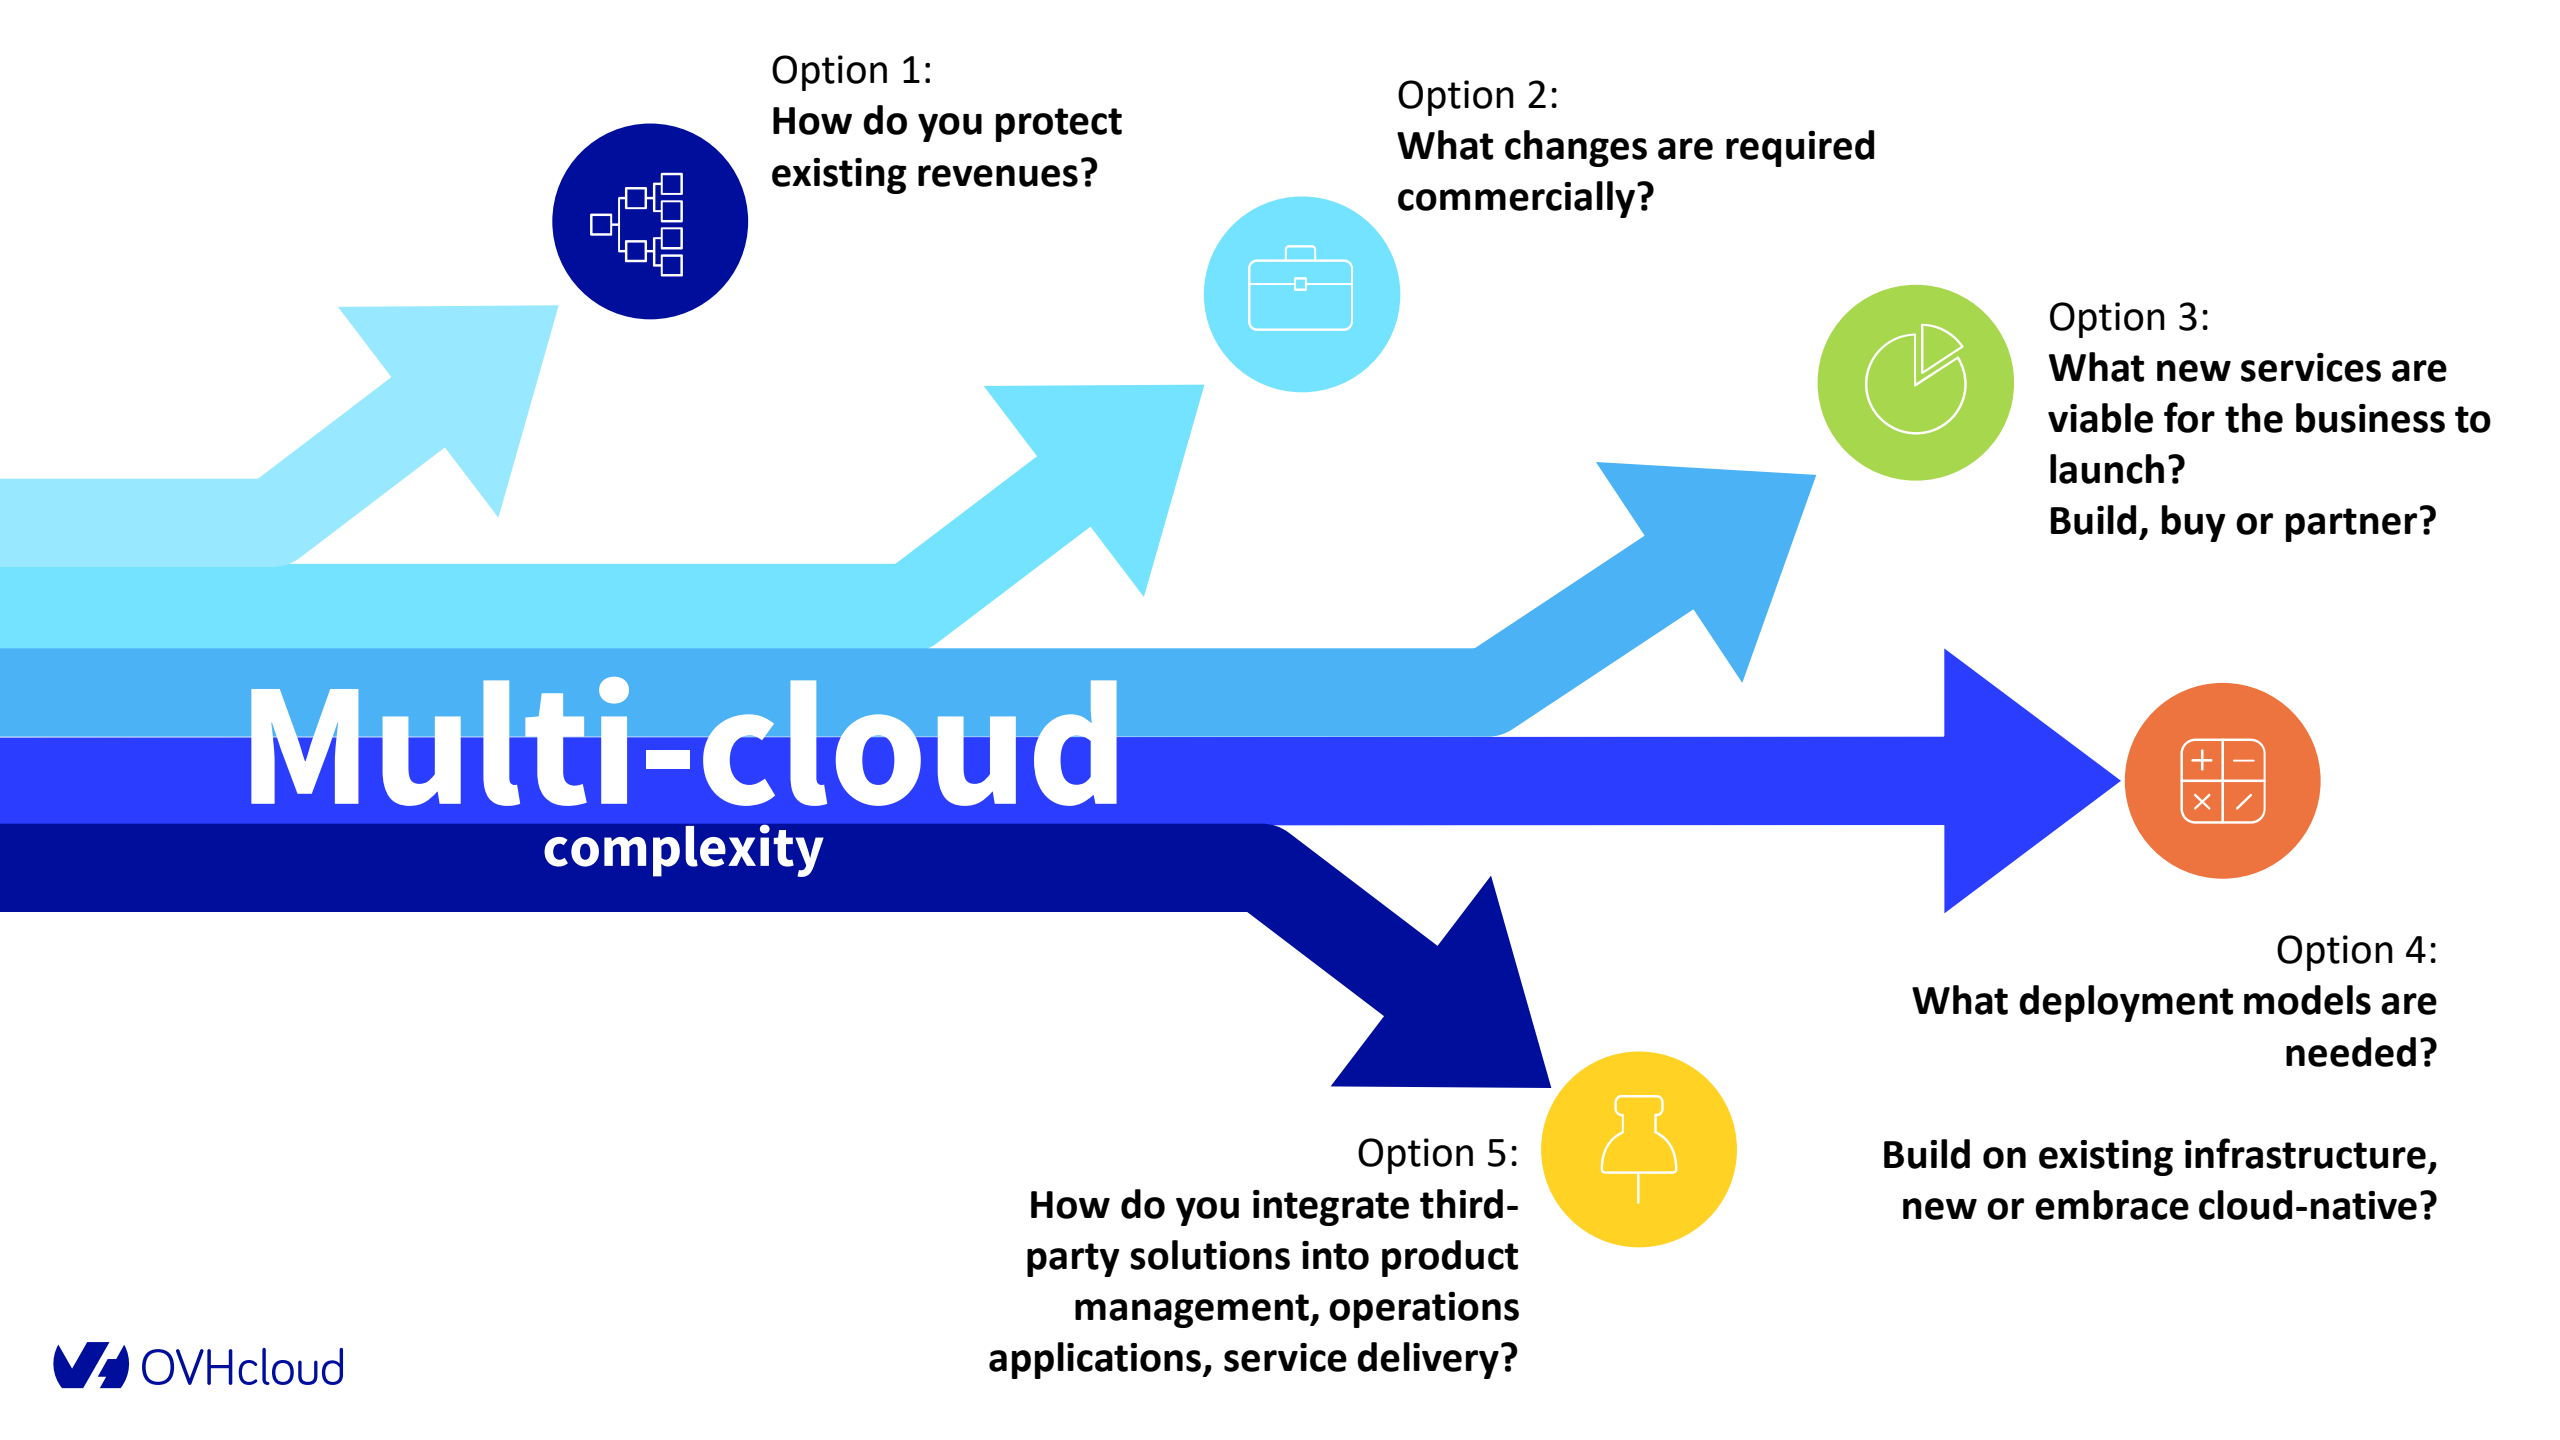 Option 1:
How do you protect
existing revenues?
Option 2:
What changes are required
commercially?
Option 3:
What new services are
viable for the business to
launch?
Build, buy or partner?
Multi-cloud
complexity
Option 4:
What deployment models are
needed?
Build on existing infrastructure,
new or embrace cloud-native?
Option 5:
How do you integrate third-
party solutions into product
management, operations
applications, service delivery?
OVHcloud